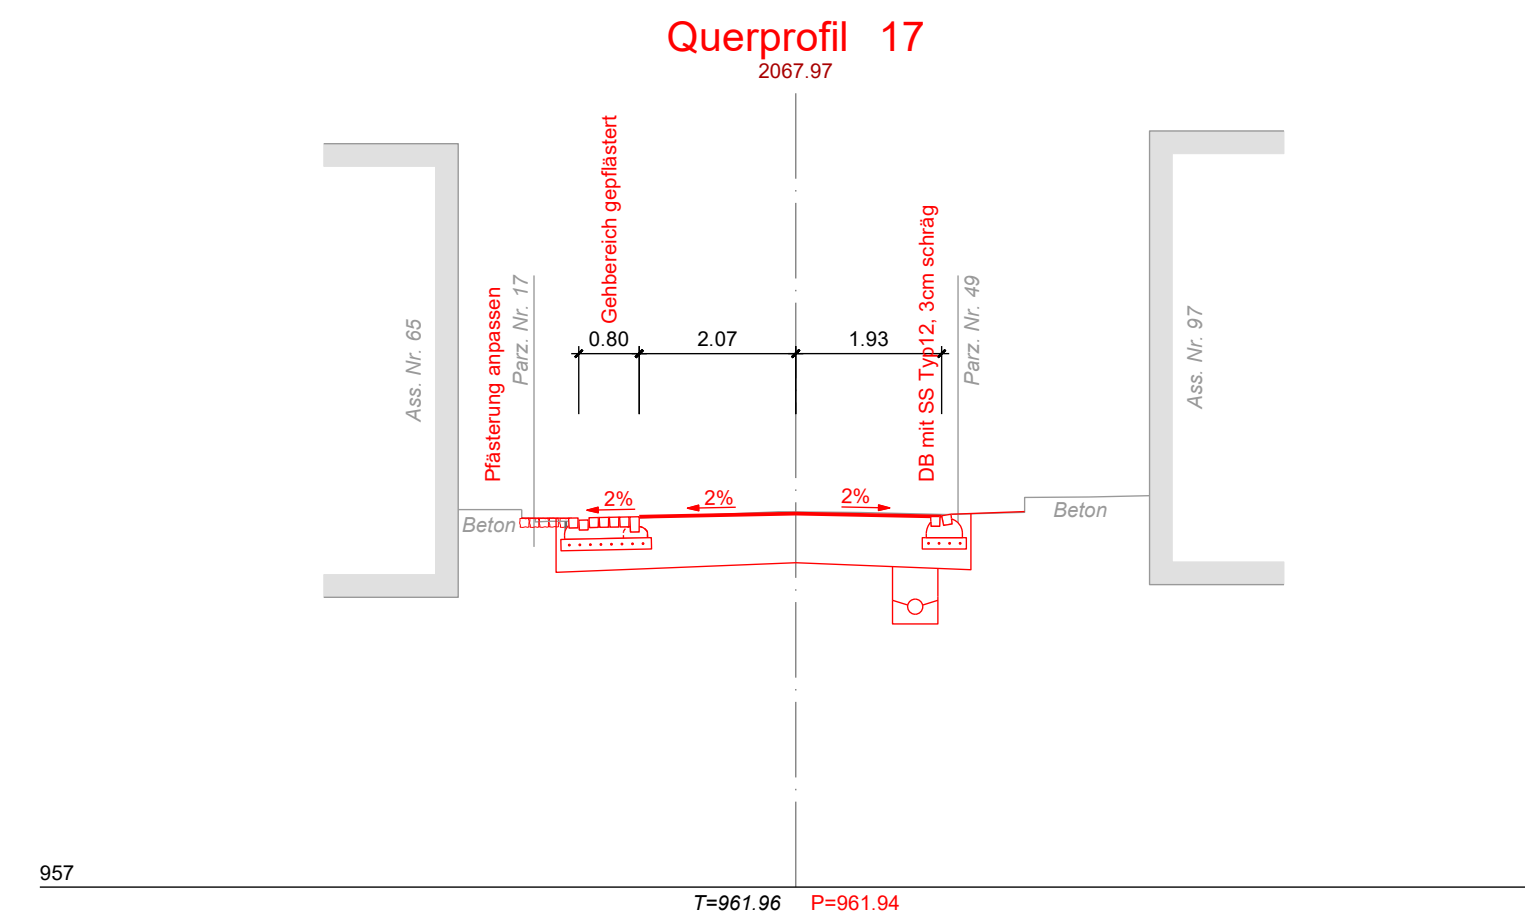 Querprofil 17
2067.97
Gehbereich gepflästert
DB mit SS Typ12, 3cm schräg
Pfästerung anpassen
Parz. Nr. 17
Parz. Nr. 49
Ass. Nr. 65
Ass. Nr. 97
0.80 2.07 1.93
2% 2% 2%
Beton
Beton
957
T=961.96 P=961.94